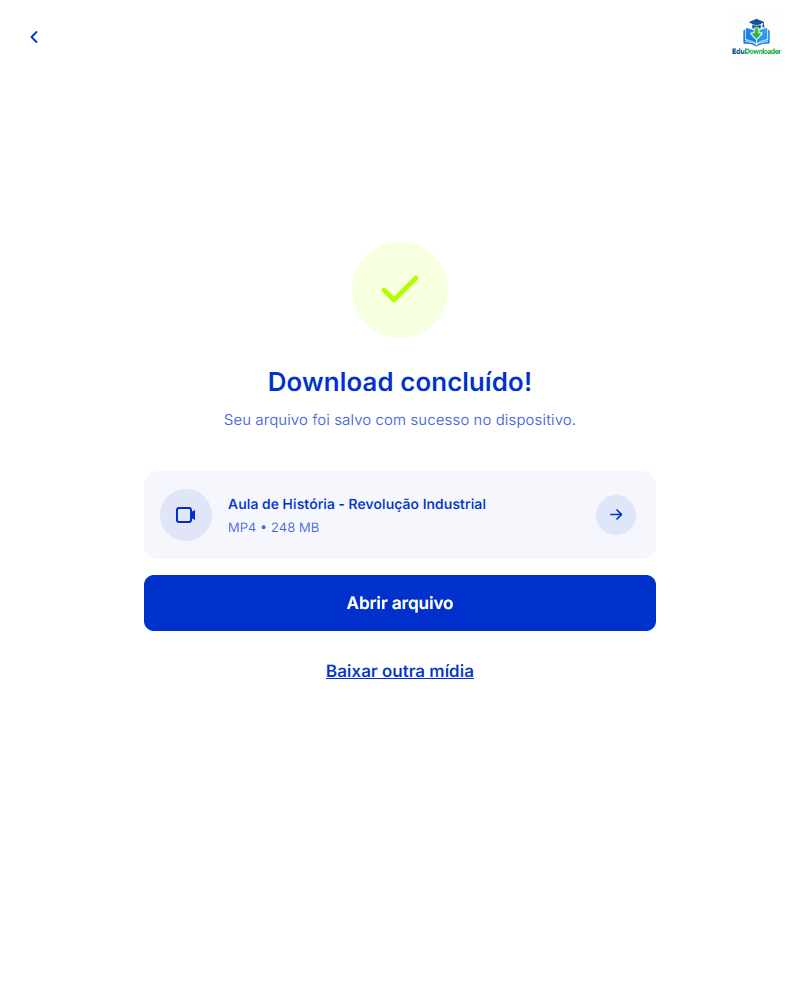 EduDownloader
Download concluído!
Seu arquivo foi salvo com sucesso no dispositivo.
Aula de História - Revolução Industrial
MP4 • 248 MB
Abrir arquivo
Baixar outra mídia